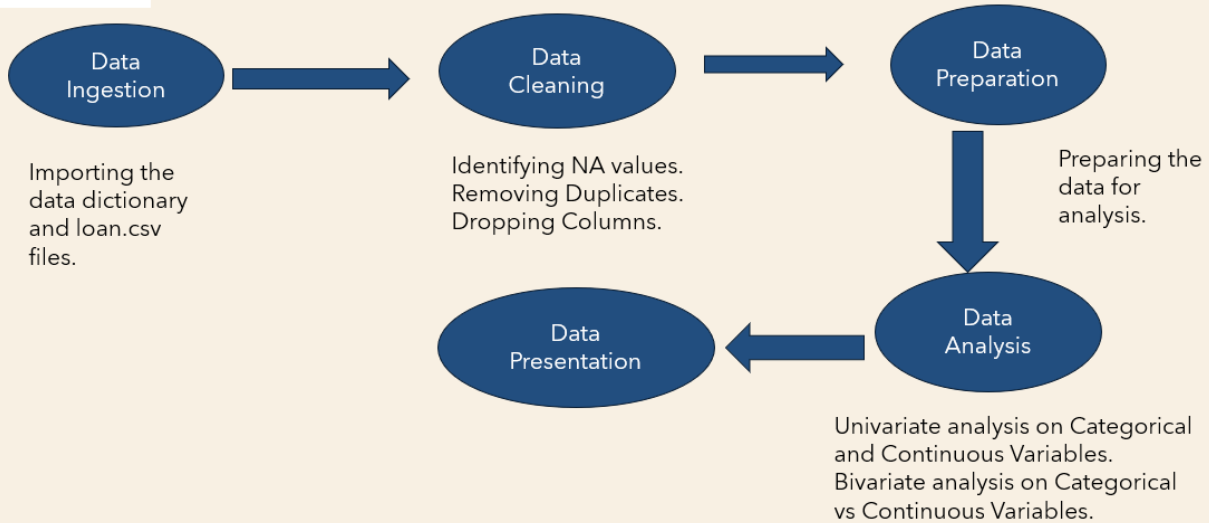 Data
Ingestion
Data
Cleaning
Data
Preparation
Importing the
data dictionary
and loan.csv
files.
Identifying NA values.
Removing Duplicates.
Dropping Columns.
Preparing the
data for
analysis.
Data
Analysis
Data
Presentation
Univariate analysis on Categorical
and Continuous Variables.
Bivariate analysis on Categorical
vs Continuous Variables.